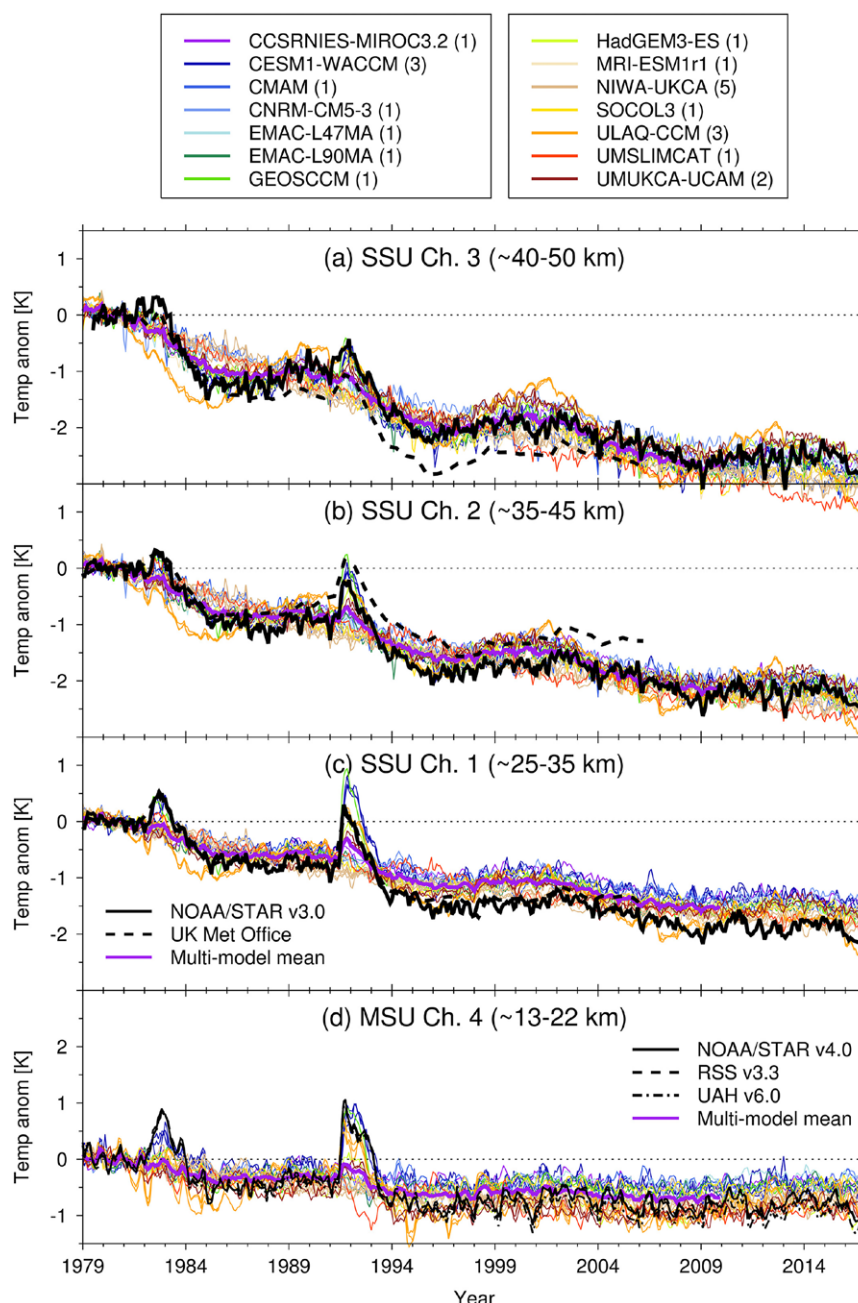 CCSRNIES-MIROC3.2 (1)
CESM1-WACCM (3)
CMAM (1)
CNRM-CM5-3 (1)
EMAC-L47MA (1)
EMAC-L90MA (1)
GEOSCCM (1)
HadGEM3-ES (1)
MRI-ESM1r1 (1)
NIWA-UKCA (5)
SOCOL3 (1)
ULAQ-CCM (3)
UMSLIMCAT (1)
UMUKCA-UCAM (2)
(a) SSU Ch. 3 (~40-50 km)
Temp anom [K]
1
0
-1
-2
(b) SSU Ch. 2 (~35-45 km)
Temp anom [K]
1
0
-1
-2
(c) SSU Ch. 1 (~25-35 km)
Temp anom [K]
1
0
-1
-2
NOAA/STAR v3.0
UK Met Office
Multi-model mean
(d) MSU Ch. 4 (~13-22 km)
Temp anom [K]
2
1
0
-1
NOAA/STAR v4.0
RSS v3.3
UAH v6.0
Multi-model mean
1979 1984 1989 1994 1999 2004 2009 2014
Year